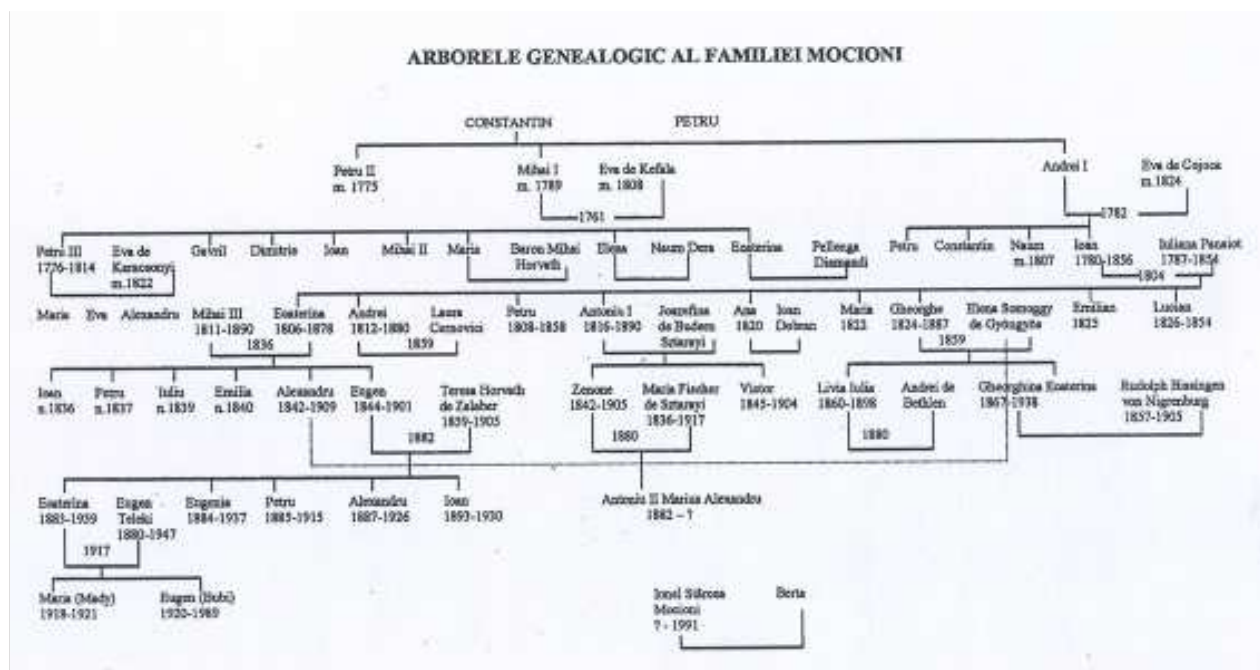 ARBORELE GENEALOGIC AL FAMILIEI MOCIONI
CONSTANTIN PETRU
Petru II
m. 1775
Mihai I
m. 1789
Eva de Kefala
m. 1808
Andrei I
Eva de Cojoca
m.1824
1761
1782
Petru III
1776-1814
Eva de
Karacsonyi
m.1822
Gavril
Dimitrie
Ioan
Mihai II
Maria
Baron Mihai
Horvath
Elena
Naum Dera
Ecaterina
Pellenga
Diamandi
Petru
Constantin
Naum
m.1807
Ioan
1780-1856
Iuliana Panaiot
1787-1854
1804
Maria
Eva
Alexandru
Mihai III
1811-1890
Ecaterina
1806-1878
Andrei
1812-1880
Laura
Cernovici
Petru
1808-1858
Antoniu I
1816-1890
Ioanefina
de Budem
Sztarayi
Ana
1820
Ioan
Dobran
Maria
1822
Gheorghe
1824-1887
Elena Somoggy
de Gyöngyöa
Emilian
1825
Lucian
1826-1854
1836
1859
1859
Ioan
n.1836
Petru
n.1837
Iuliu
n.1839
Emilia
n.1840
Alexandru
1842-1909
Eugen
1844-1901
Teresa Horvath
de Zalaber
1859-1905
Zenone
1842-1905
Maria Fischer
de Sztarayi
1836-1917
Victor
1845-1904
Livia Iulia
1860-1898
Andrei de
Bethlen
Gheorghina Ecaterina
1867-1938
Rudolph Hissingen
von Nigrenburg
1857-1905
1882
1880
1880
Ecaterina
1883-1939
Eugen
Teleki
1880-1947
Eugenia
1884-1937
Petru
1885-1915
Alexandru
1887-1926
Ioan
1893-1930
Antoniu II Marius Alexandru
1882 – ?
1917
Maria (Mady)
1918-1921
Eugen (Bubi)
1920-1989
Ionel
Mocioni
? - 1991
Berta